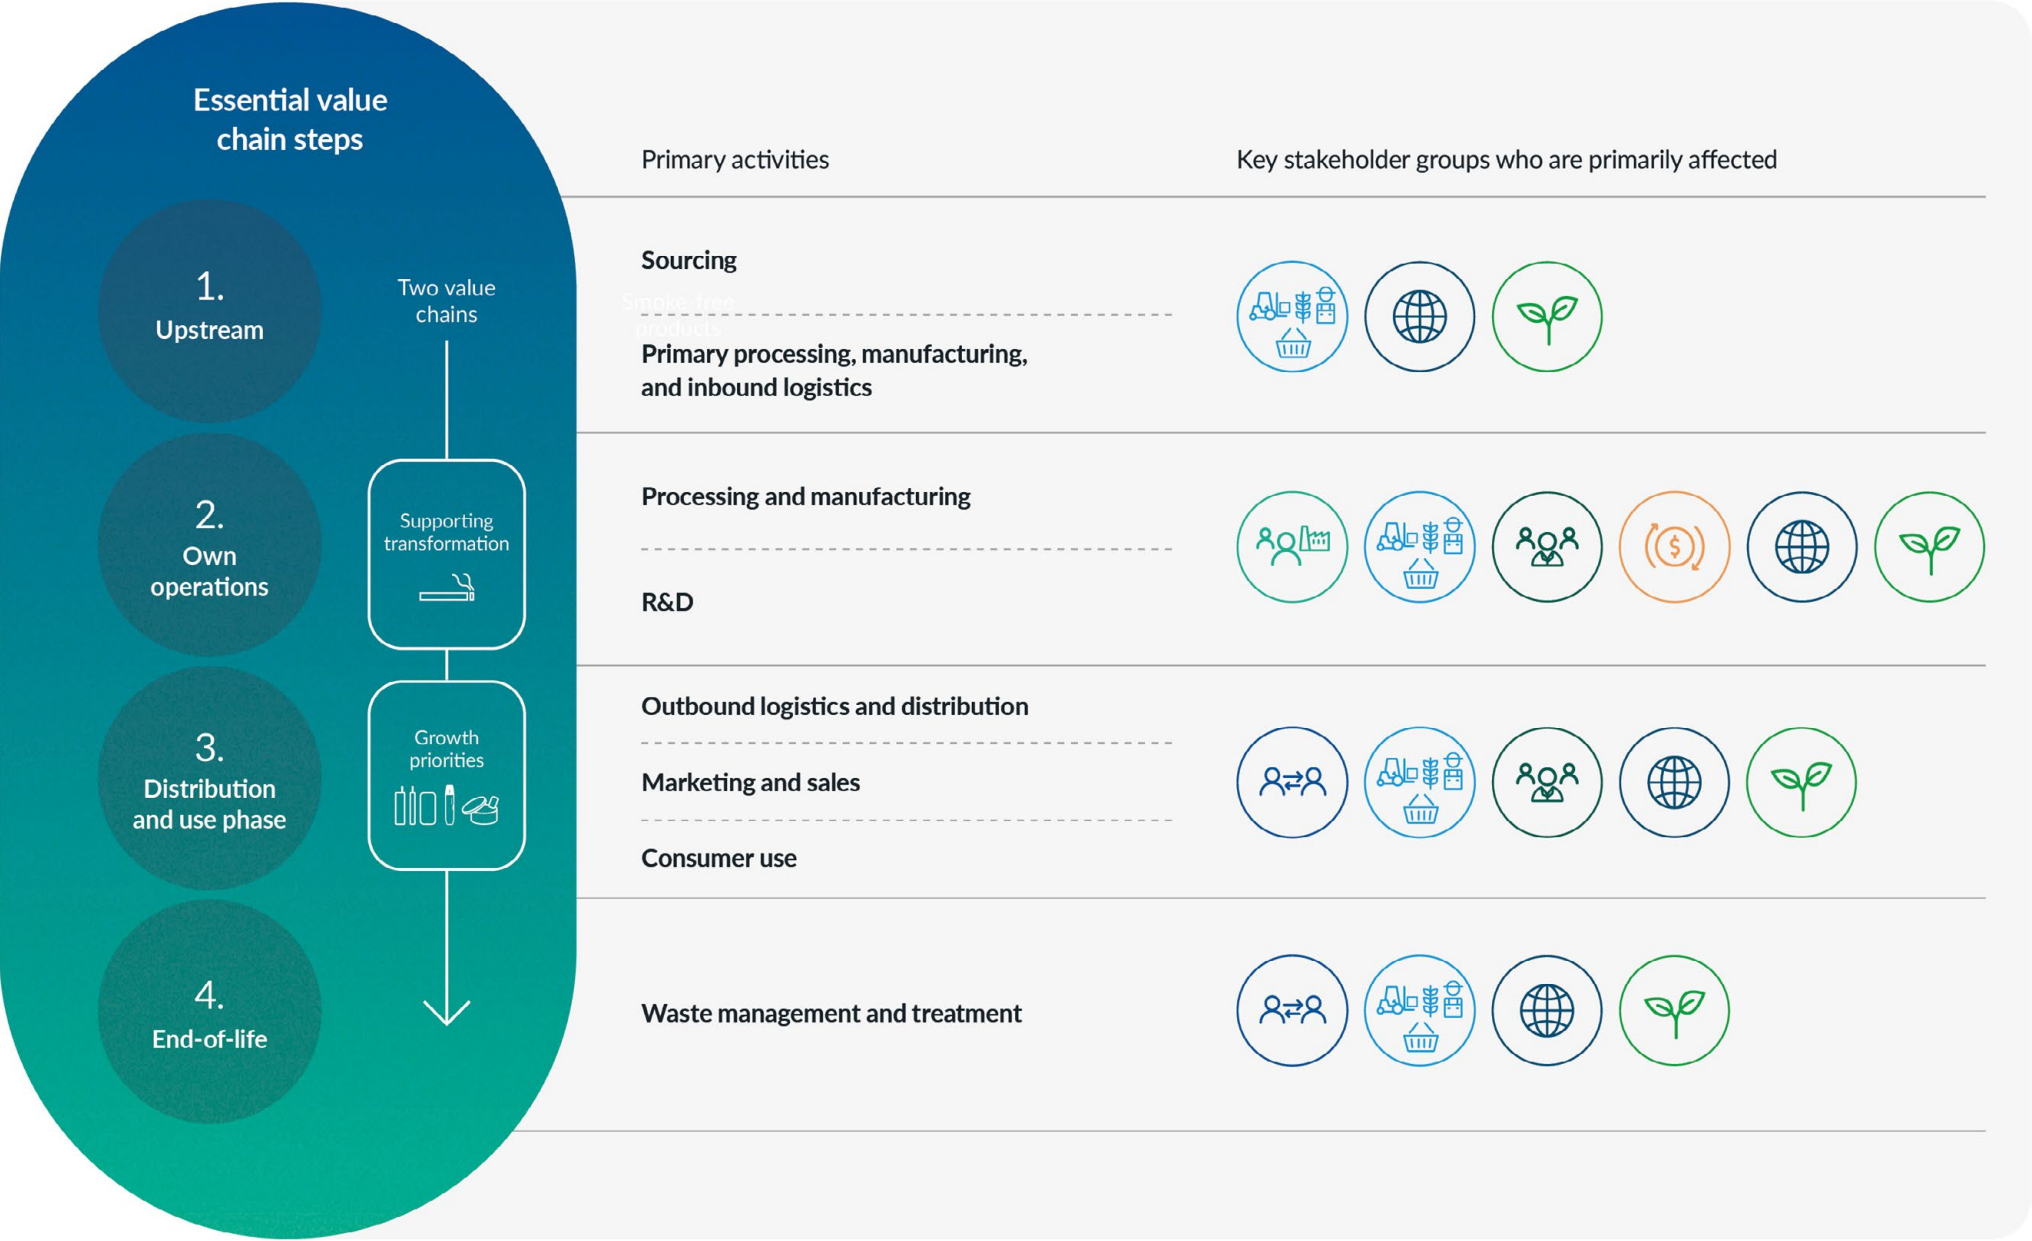 Essential value
chain steps
Primary activities
Key stakeholder groups who are primarily affected
1.
Upstream
Two value
chains
Sourcing
Smoke-free
products
Primary processing, manufacturing,
and inbound logistics
2.
Own
operations
Supporting
transformation
Processing and manufacturing
R&D
3.
Distribution
and use phase
Growth
priorities
Outbound logistics and distribution
Marketing and sales
Consumer use
4.
End-of-life
Waste management and treatment